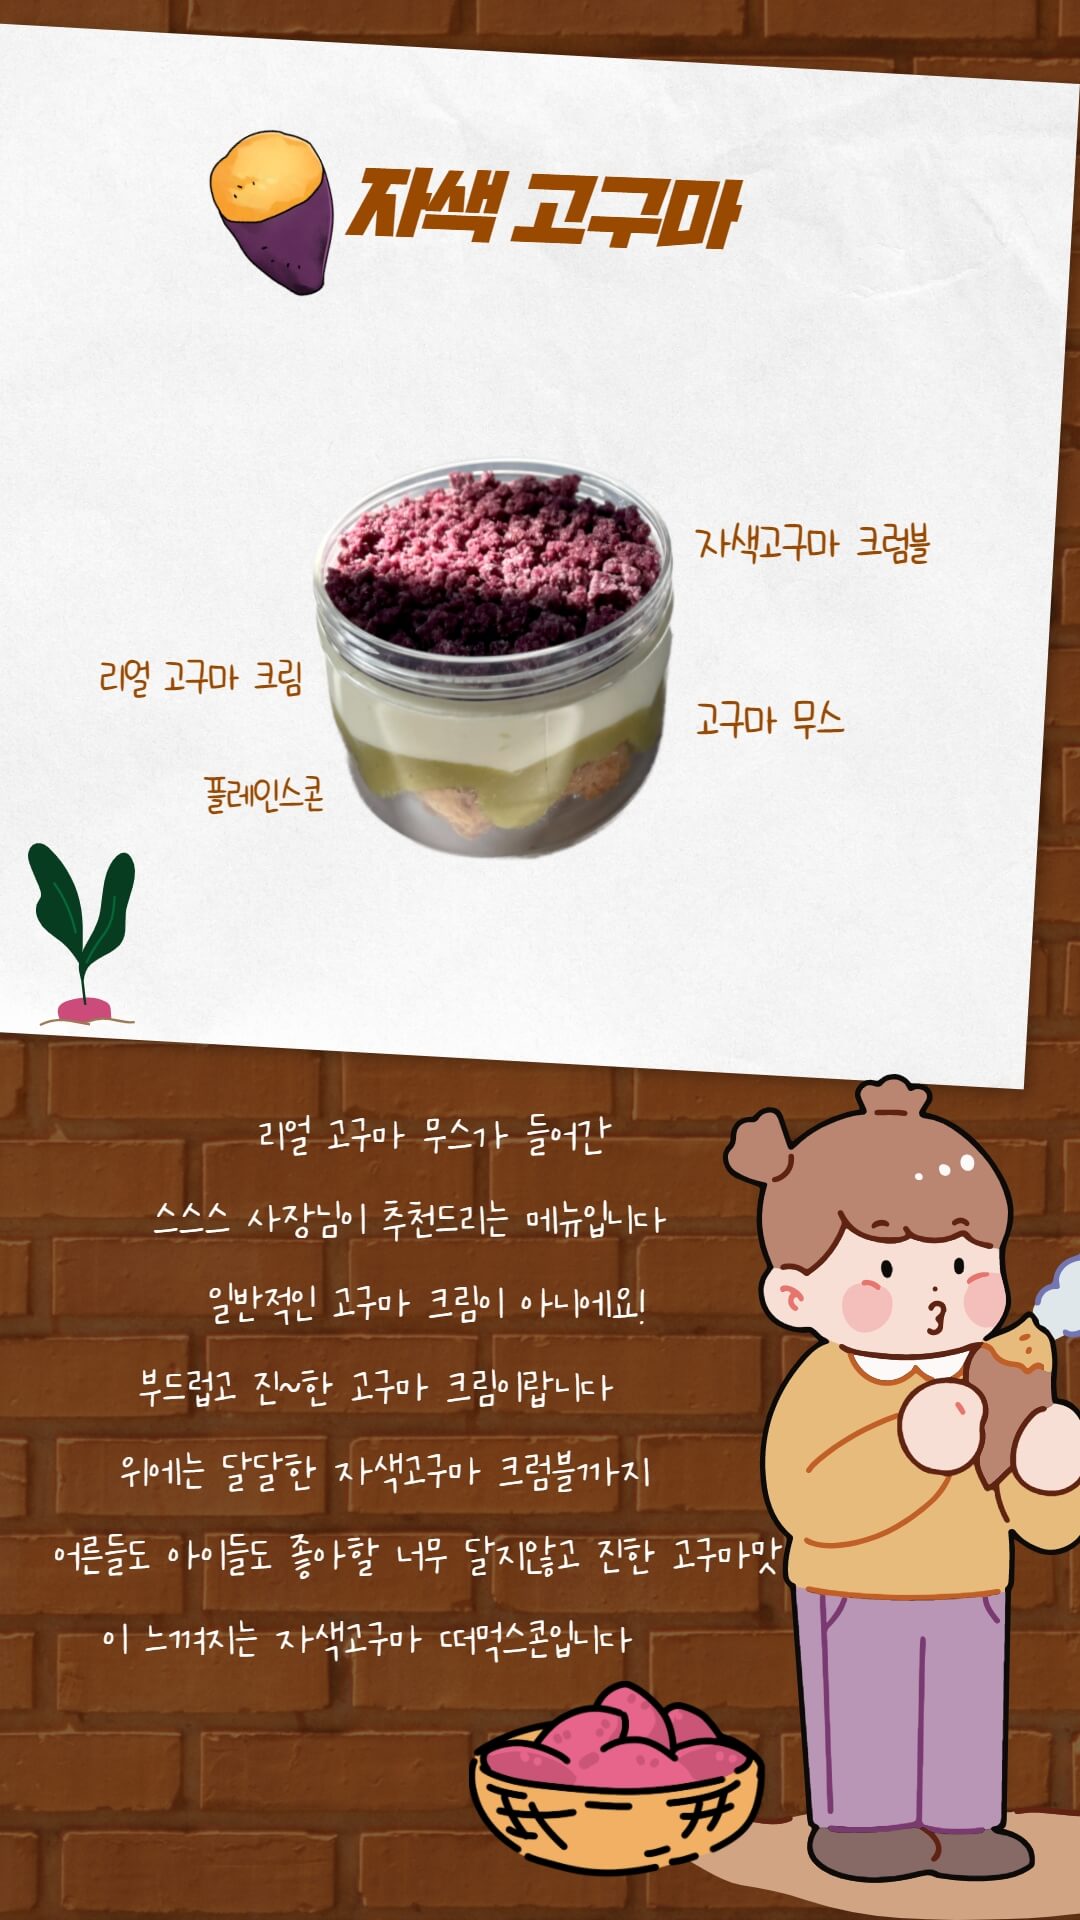 자색 고구마
자색고구마 크럼블
리얼 고구마 크림
고구마 무스
플레인스콘
리얼 고구마 무스가 들어간
스스스 사장님이 추천드리는 메뉴입니다
일반적인 고구마 크림이 아니에요!
부드럽고 진~한 고구마 크림이랍니다
위에는 달달한 자색고구마 크럼블까지
어른들도 아이들도 좋아할 너무 달지않고 진한 고구마맛
이 느껴지는 자색고구마 떠먹스콘입니다